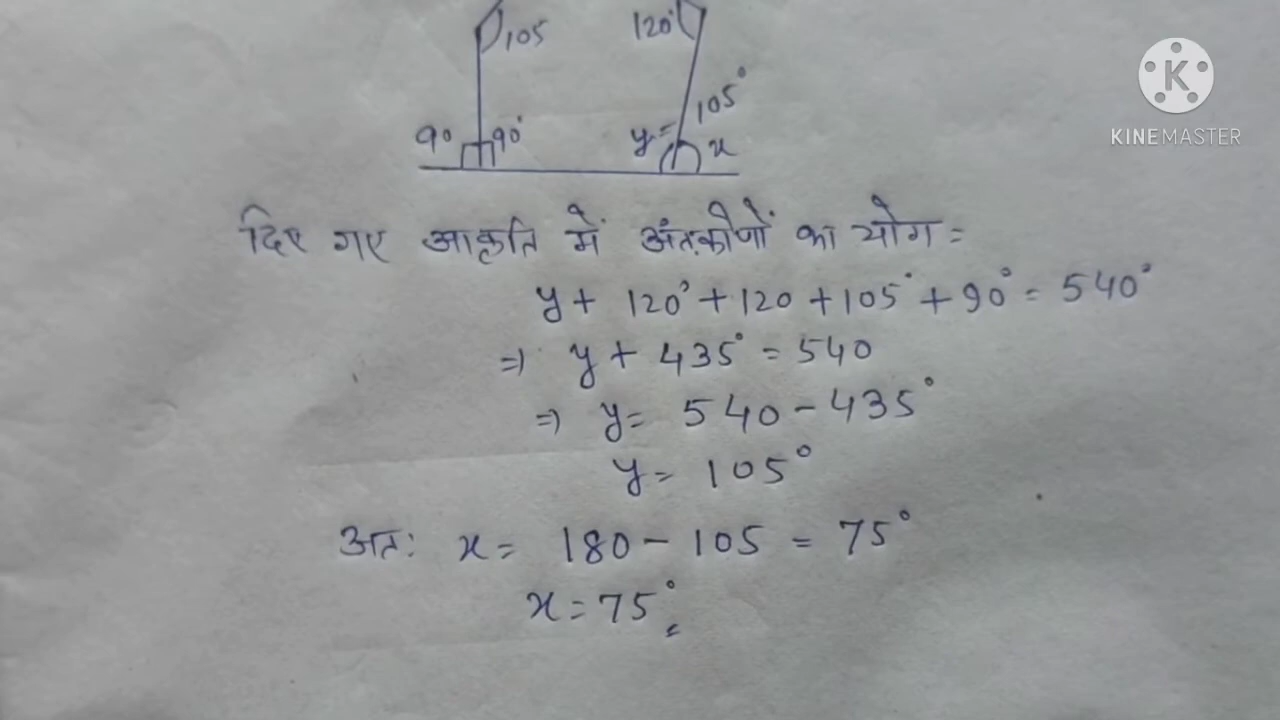 105 120°
105°
90 90° y= x
K
KINEMASTER
दिए गए आकृति में अंतःकोणों का योग =
y + 120° + 120 + 105° + 90° = 540°
⇒ y + 435° = 540
⇒ y = 540 - 435°
y = 105°
अतः x = 180 - 105 = 75°
x = 75°